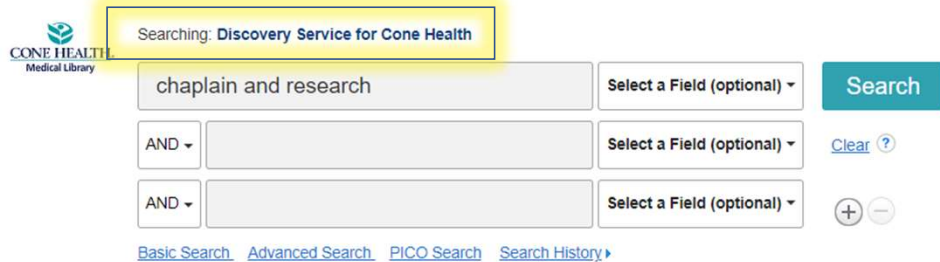 Searching: Discovery Service for Cone Health
CONE HEALTH.
Medical Library
chaplain and research Select a Field (optional) Search
AND Select a Field (optional) Clear ?
AND Select a Field (optional) + −
Basic Search Advanced Search PICO Search Search History